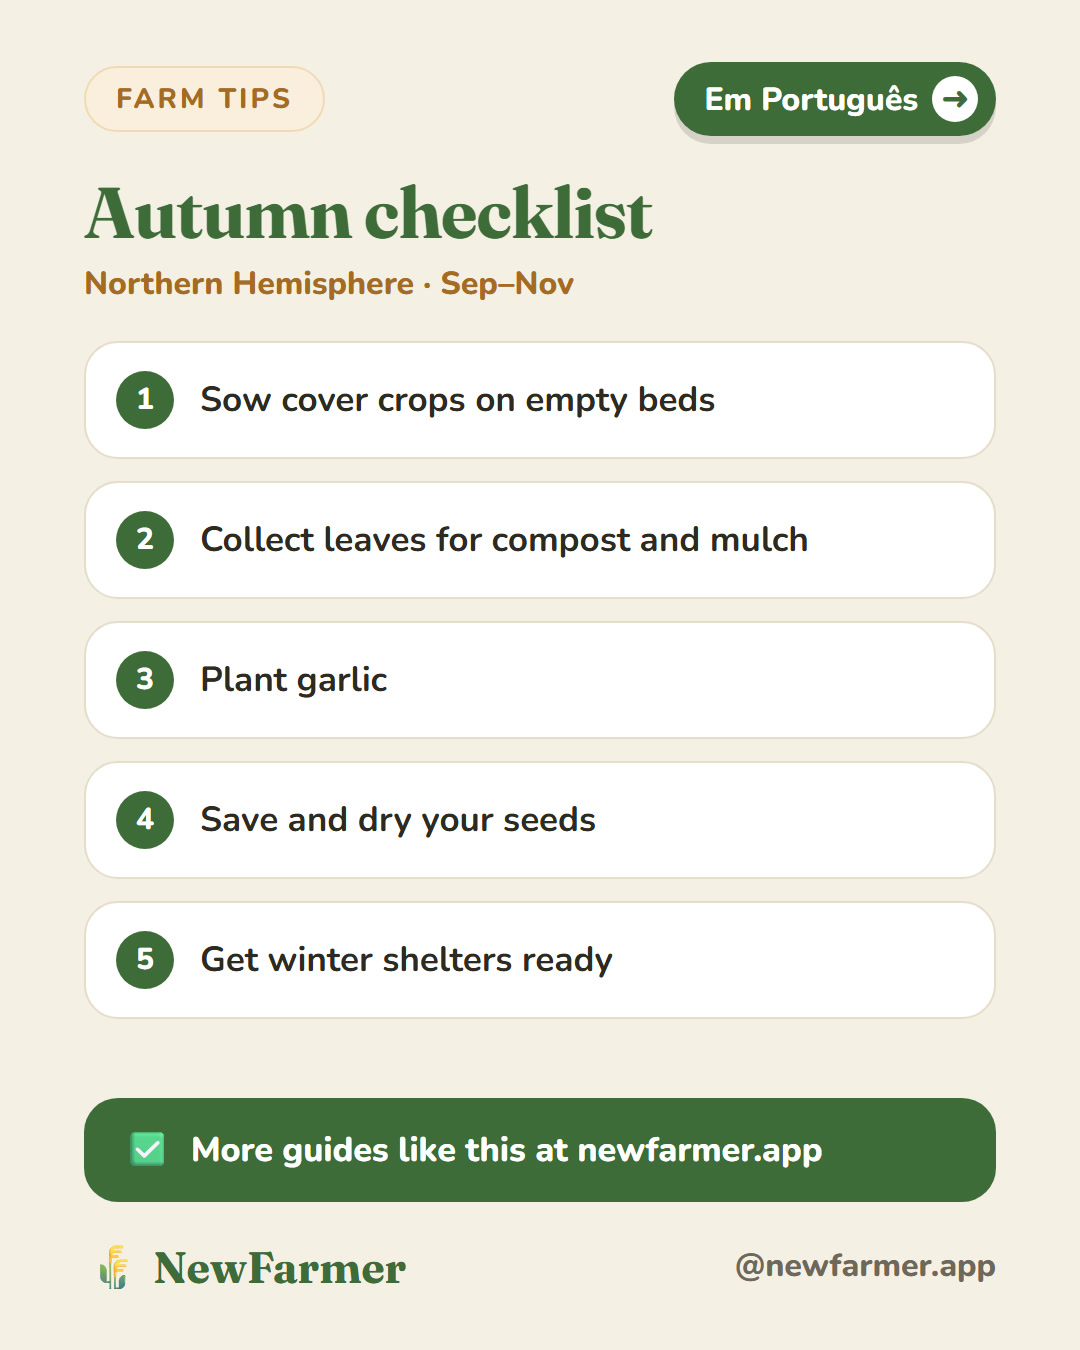 FARM TIPS
Em Português ➜
Autumn checklist
Northern Hemisphere · Sep–Nov
1 Sow cover crops on empty beds
2 Collect leaves for compost and mulch
3 Plant garlic
4 Save and dry your seeds
5 Get winter shelters ready
✅ More guides like this at newfarmer.app
NewFarmer
@newfarmer.app